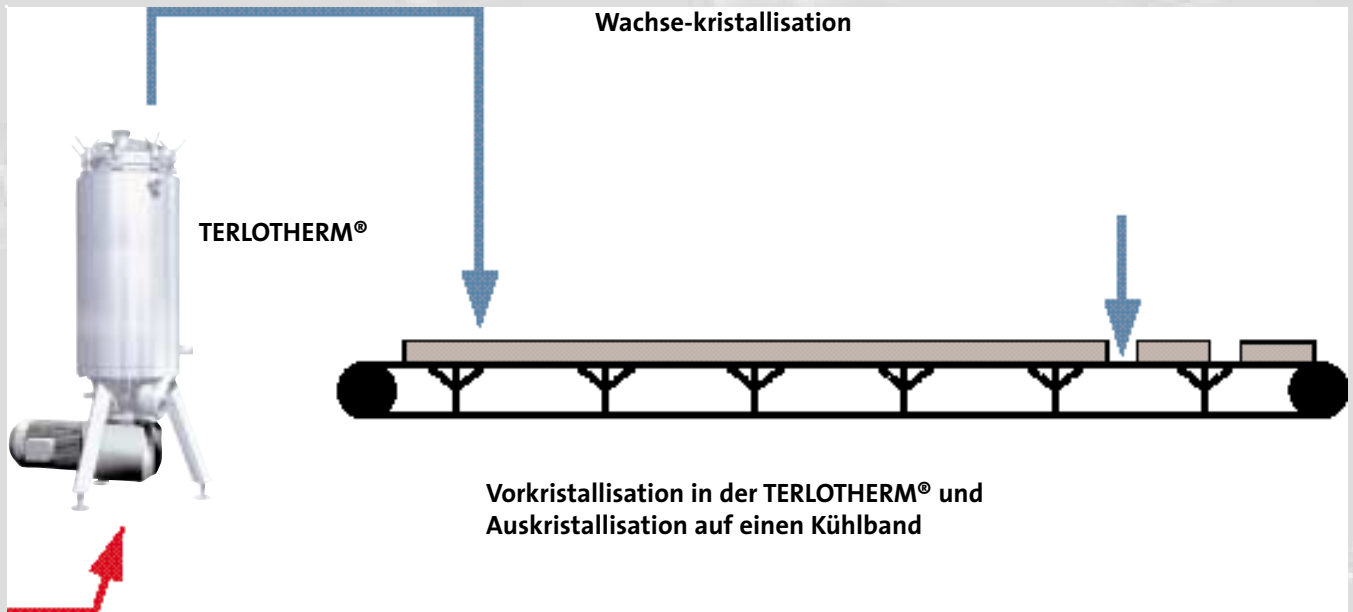 Wachse-kristallisation
TERLOTHERM®
Vorkristallisation in der TERLOTHERM® und
Auskristallisation auf einen Kühlband